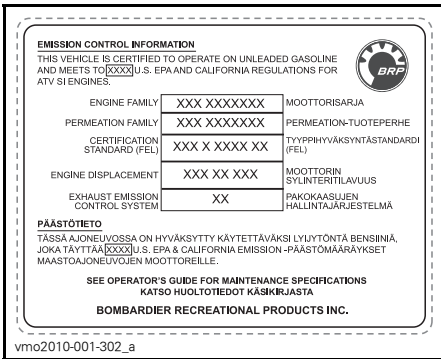 EMISSION CONTROL INFORMATION
THIS VEHICLE IS CERTIFIED TO OPERATE ON UNLEADED GASOLINE
AND MEETS TO XXXX U.S. EPA AND CALIFORNIA REGULATIONS FOR
ATV SI ENGINES.
BRP
ENGINE FAMILY XXX XXXXXXX MOOTTORISARJA
PERMEATION FAMILY XXX XXXXXXX PERMEATION-TUOTEPERHE
CERTIFICATION STANDARD (FEL) XXX X XXXX XX TYYPPIHYVÄKSYNTÄSTANDARDI (FEL)
ENGINE DISPLACEMENT XXX XX XXX MOOTTORIN SYLINTERITILAVUUS
EXHAUST EMISSION CONTROL SYSTEM XX PAKOKAASUJEN HALLINTAJÄRJESTELMÄ
PÄÄSTÖTIETO
TÄSSÄ AJONEUVOSSA ON HYVÄKSYTTY KÄYTETTÄVÄKSI LYIJYTÖNTÄ BENSIINIÄ,
JOKA TÄYTTÄÄ XXXX U.S. EPA & CALIFORNIA EMISSION -PÄÄSTÖMÄÄRÄYKSET
MAASTOAJONEUVOJEN MOOTTOREILLE.
SEE OPERATOR'S GUIDE FOR MAINTENANCE SPECIFICATIONS
KATSO HUOLTOTIEDOT KÄSIKIRJASTA
BOMBARDIER RECREATIONAL PRODUCTS INC.
vmo2010-001-302_a